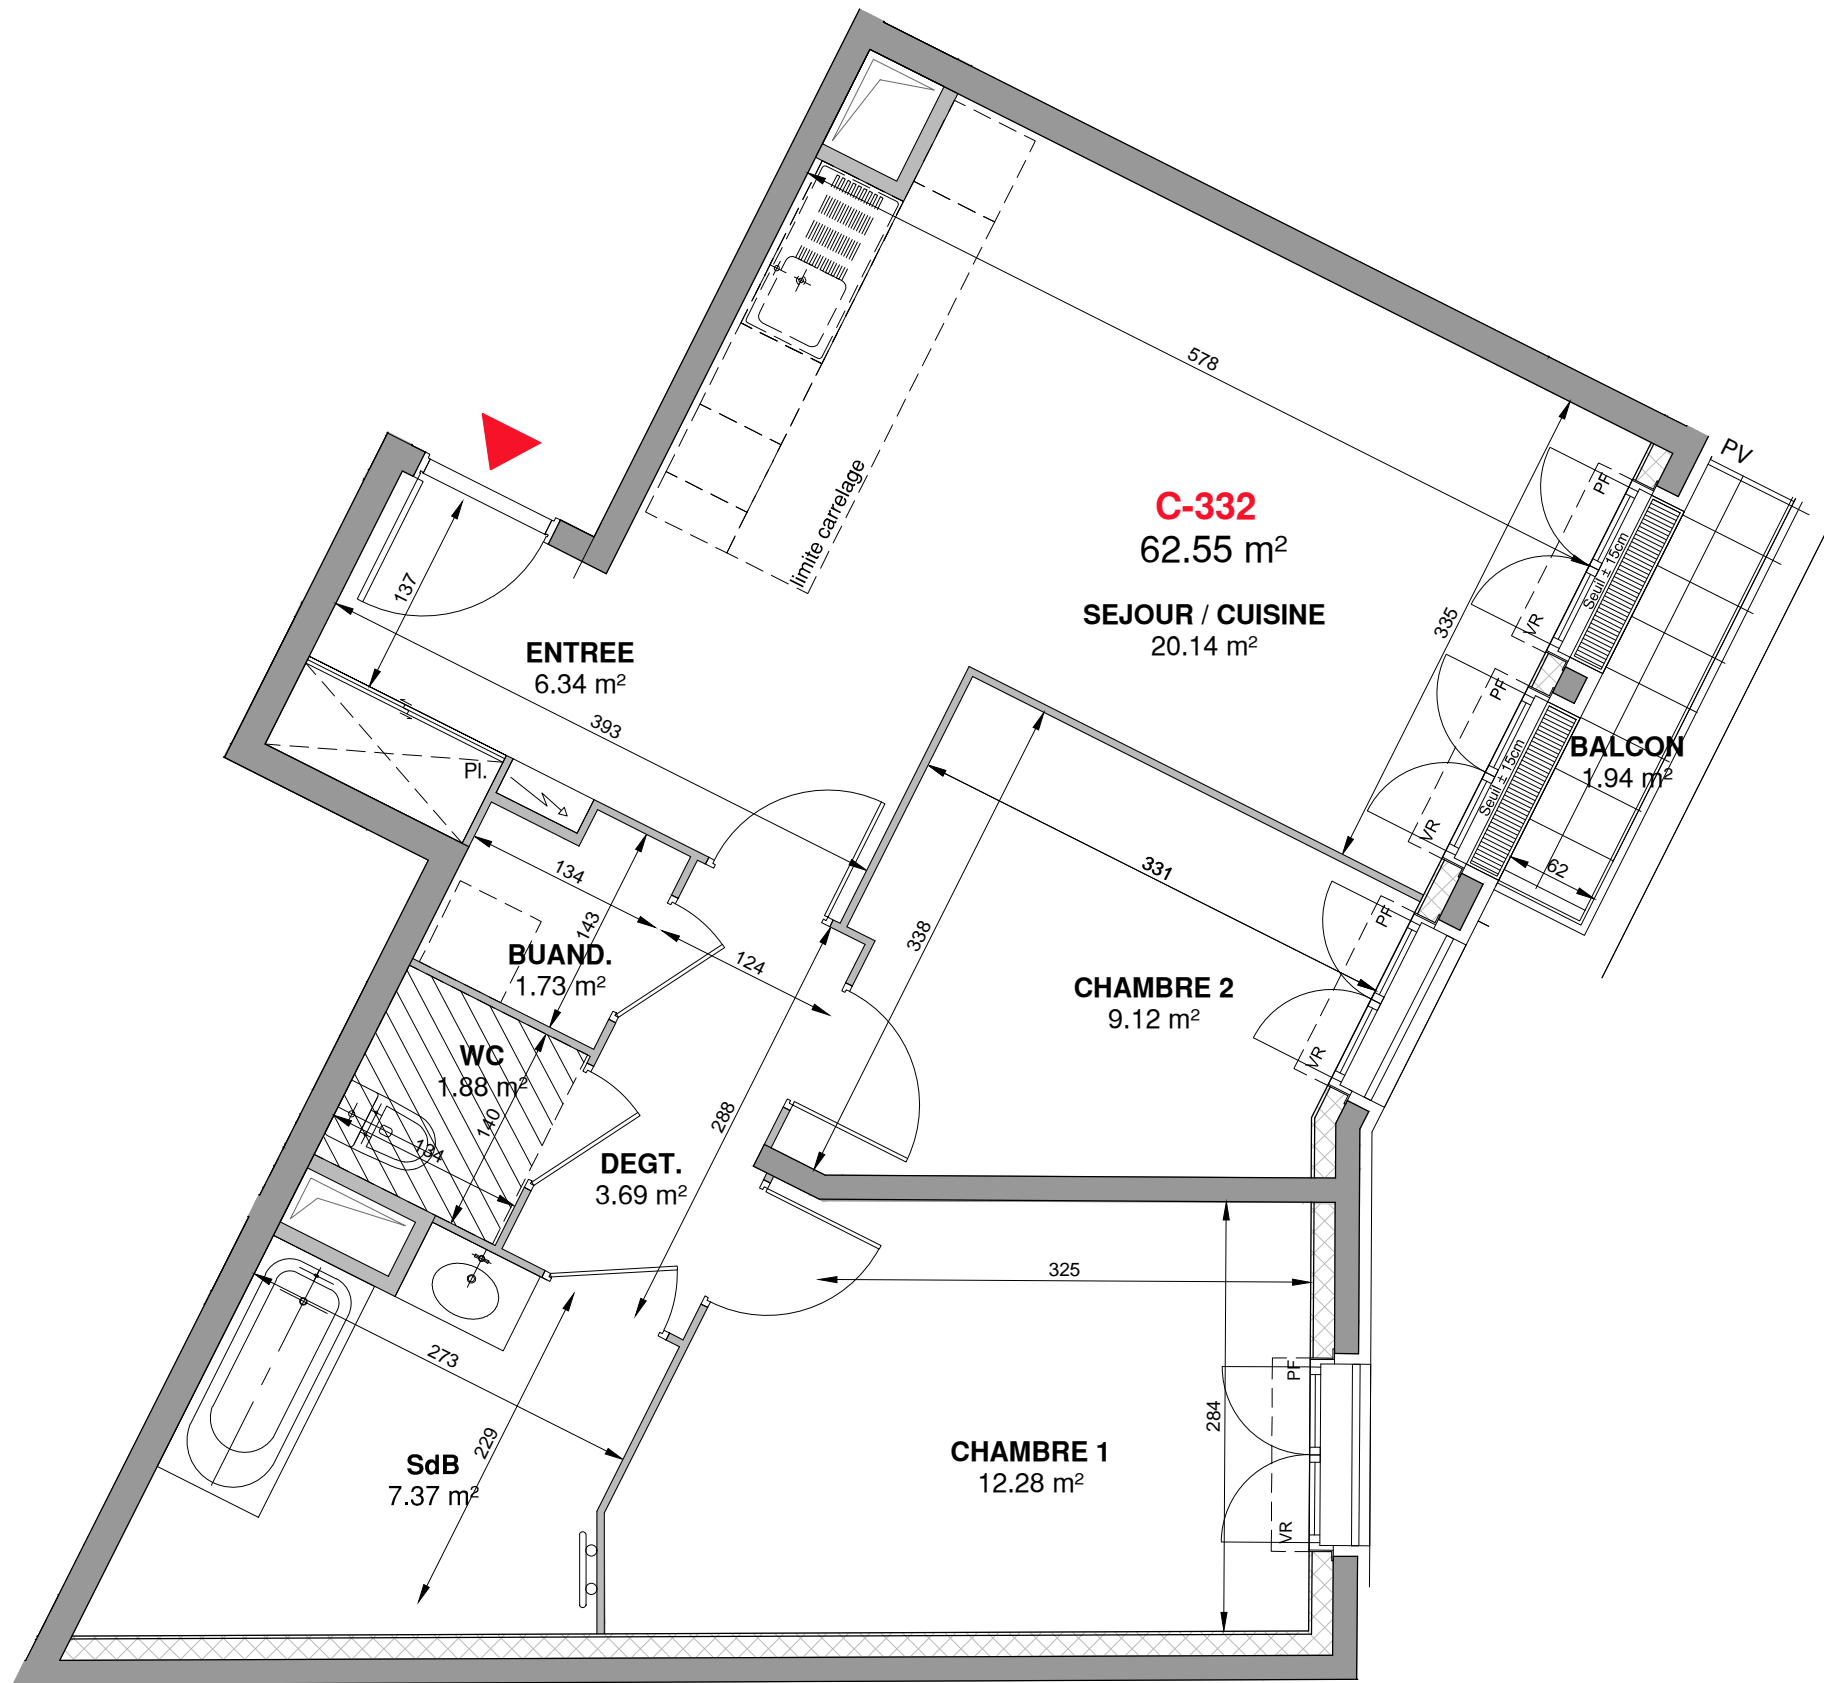 PV
578
C-332
62.55 m²
SEJOUR / CUISINE
20.14 m²
limite carrelage
PF
Seuil ± 15cm
VR
335
137
ENTREE
6.34 m²
393
PF
Seuil ± 15cm
VR
BALCON
1.94 m²
62
Pl.
134
143
BUAND.
1.73 m²
124
331
338
PF
CHAMBRE 2
9.12 m²
VR
WC
1.88 m²
140
134
288
DEGT.
3.69 m²
325
273
229
SdB
7.37 m²
284
PF
CHAMBRE 1
12.28 m²
VR